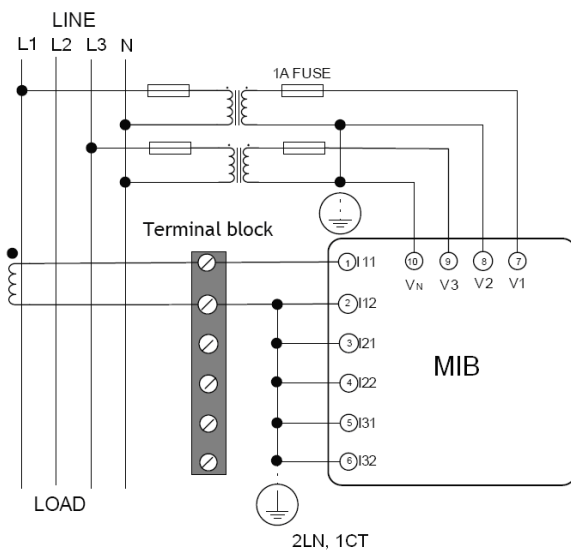 LINE
L1 L2 L3 N
1A FUSE
Terminal block
1 I11
10 9 8 7
VN V3 V2 V1
2 I12
3 I21
MIB
4 I22
5 I31
6 I32
LOAD
2LN, 1CT